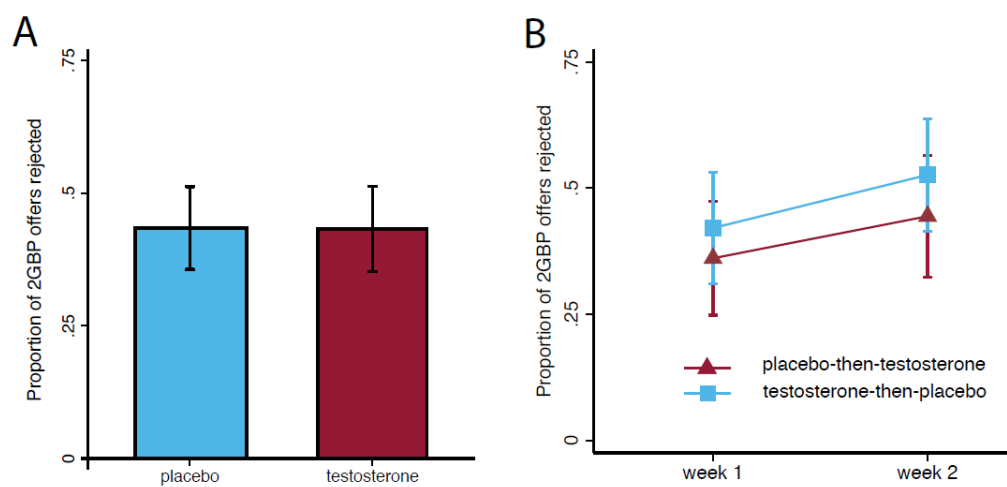 A
Proportion of 2GBP offers rejected
.75
.5
.25
0
placebo
testosterone
B
Proportion of 2GBP offers rejected
.75
.5
.25
0
placebo-then-testosterone
testosterone-then-placebo
week 1
week 2